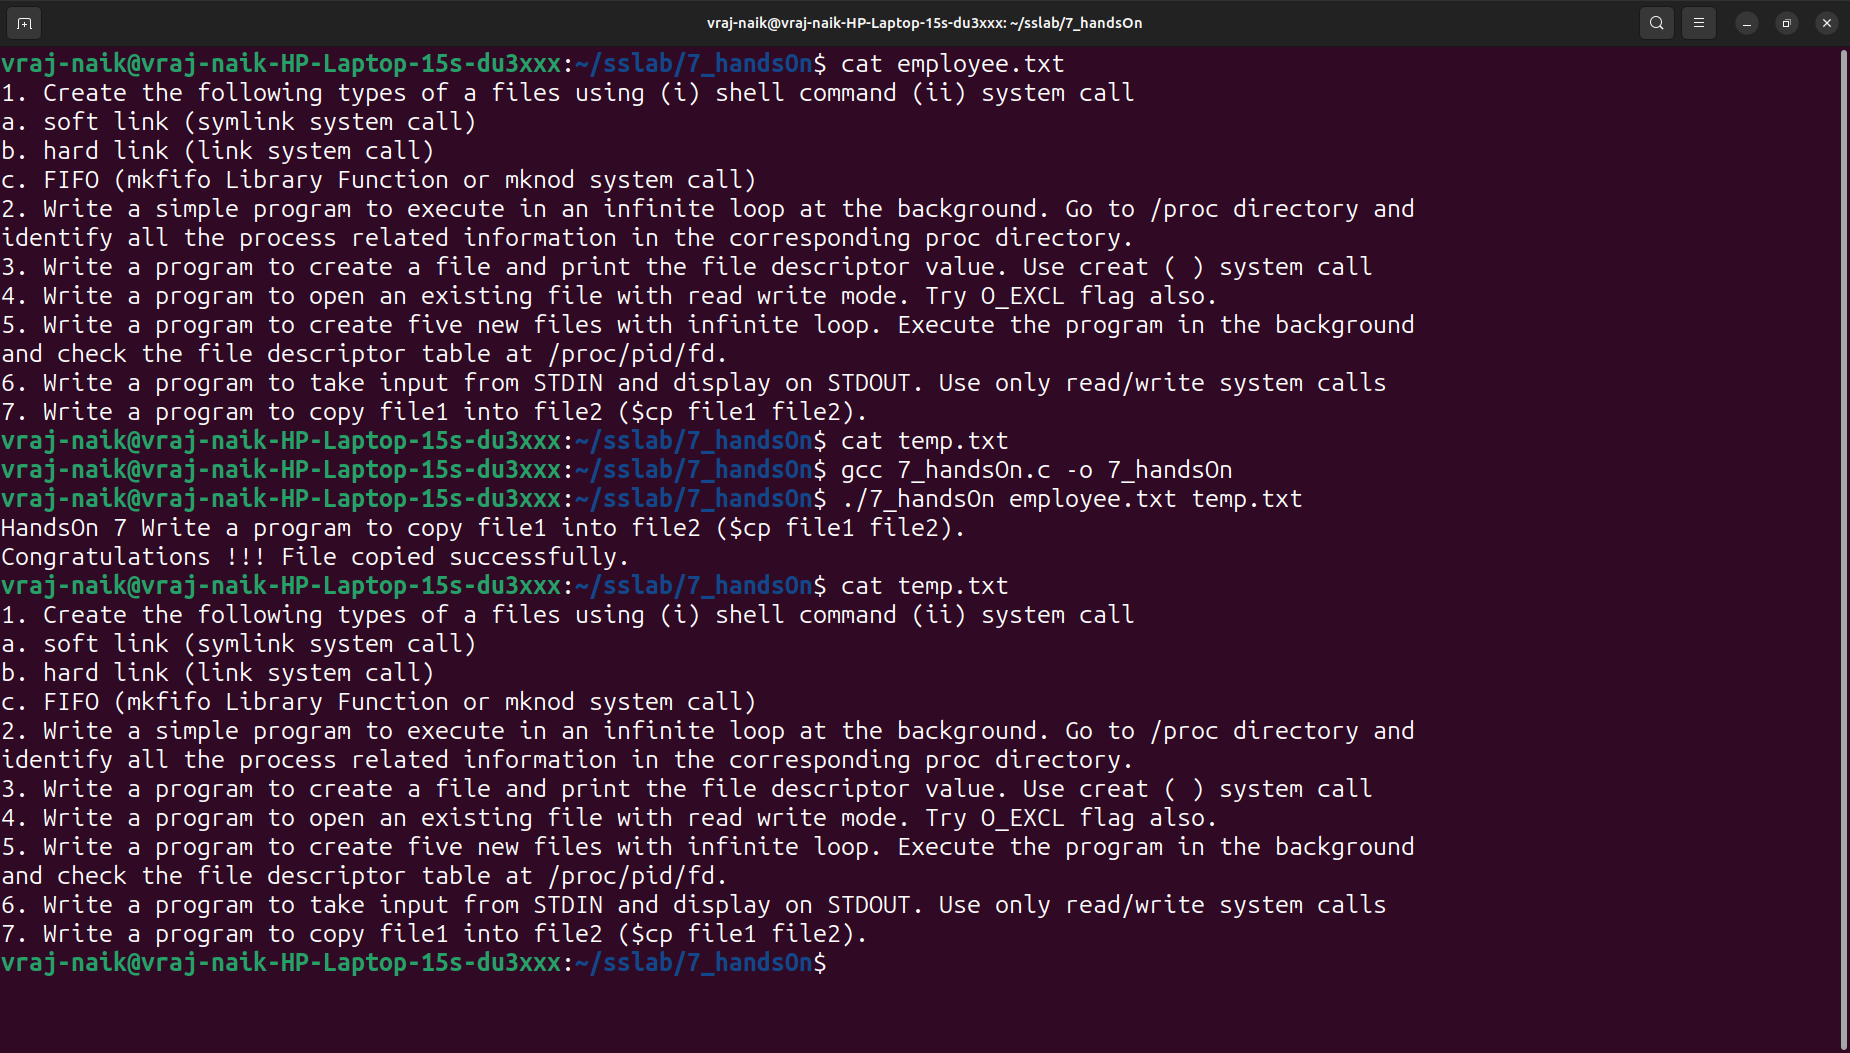 vraj-naik@vraj-naik-HP-Laptop-15s-du3xxx: ~/sslab/7_handsOn
vraj-naik@vraj-naik-HP-Laptop-15s-du3xxx:~/sslab/7_handsOn$ cat employee.txt
1. Create the following types of a files using (i) shell command (ii) system call
a. soft link (symlink system call)
b. hard link (link system call)
c. FIFO (mkfifo Library Function or mknod system call)
2. Write a simple program to execute in an infinite loop at the background. Go to /proc directory and
identify all the process related information in the corresponding proc directory.
3. Write a program to create a file and print the file descriptor value. Use creat ( ) system call
4. Write a program to open an existing file with read write mode. Try O_EXCL flag also.
5. Write a program to create five new files with infinite loop. Execute the program in the background
and check the file descriptor table at /proc/pid/fd.
6. Write a program to take input from STDIN and display on STDOUT. Use only read/write system calls
7. Write a program to copy file1 into file2 ($cp file1 file2).
vraj-naik@vraj-naik-HP-Laptop-15s-du3xxx:~/sslab/7_handsOn$ cat temp.txt
vraj-naik@vraj-naik-HP-Laptop-15s-du3xxx:~/sslab/7_handsOn$ gcc 7_handsOn.c -o 7_handsOn
vraj-naik@vraj-naik-HP-Laptop-15s-du3xxx:~/sslab/7_handsOn$ ./7_handsOn employee.txt temp.txt
HandsOn 7 Write a program to copy file1 into file2 ($cp file1 file2).
Congratulations !!! File copied successfully.
vraj-naik@vraj-naik-HP-Laptop-15s-du3xxx:~/sslab/7_handsOn$ cat temp.txt
1. Create the following types of a files using (i) shell command (ii) system call
a. soft link (symlink system call)
b. hard link (link system call)
c. FIFO (mkfifo Library Function or mknod system call)
2. Write a simple program to execute in an infinite loop at the background. Go to /proc directory and
identify all the process related information in the corresponding proc directory.
3. Write a program to create a file and print the file descriptor value. Use creat ( ) system call
4. Write a program to open an existing file with read write mode. Try O_EXCL flag also.
5. Write a program to create five new files with infinite loop. Execute the program in the background
and check the file descriptor table at /proc/pid/fd.
6. Write a program to take input from STDIN and display on STDOUT. Use only read/write system calls
7. Write a program to copy file1 into file2 ($cp file1 file2).
vraj-naik@vraj-naik-HP-Laptop-15s-du3xxx:~/sslab/7_handsOn$